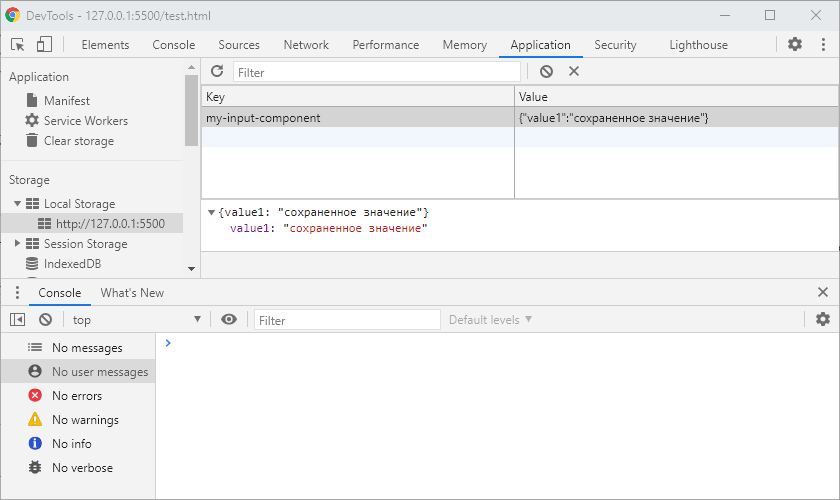 DevTools - 127.0.0.1:5500/test.html
Elements Console Sources Network Performance Memory Application Security Lighthouse
Application
Manifest
Service Workers
Clear storage
Storage
Local Storage
http://127.0.0.1:5500
Session Storage
IndexedDB
Filter
Key Value
my-input-component {"value1":"сохраненное значение"}
{value1: "сохраненное значение"}
value1: "сохраненное значение"
Console What's New
top Filter Default levels
No messages
No user messages
No errors
No warnings
No info
No verbose